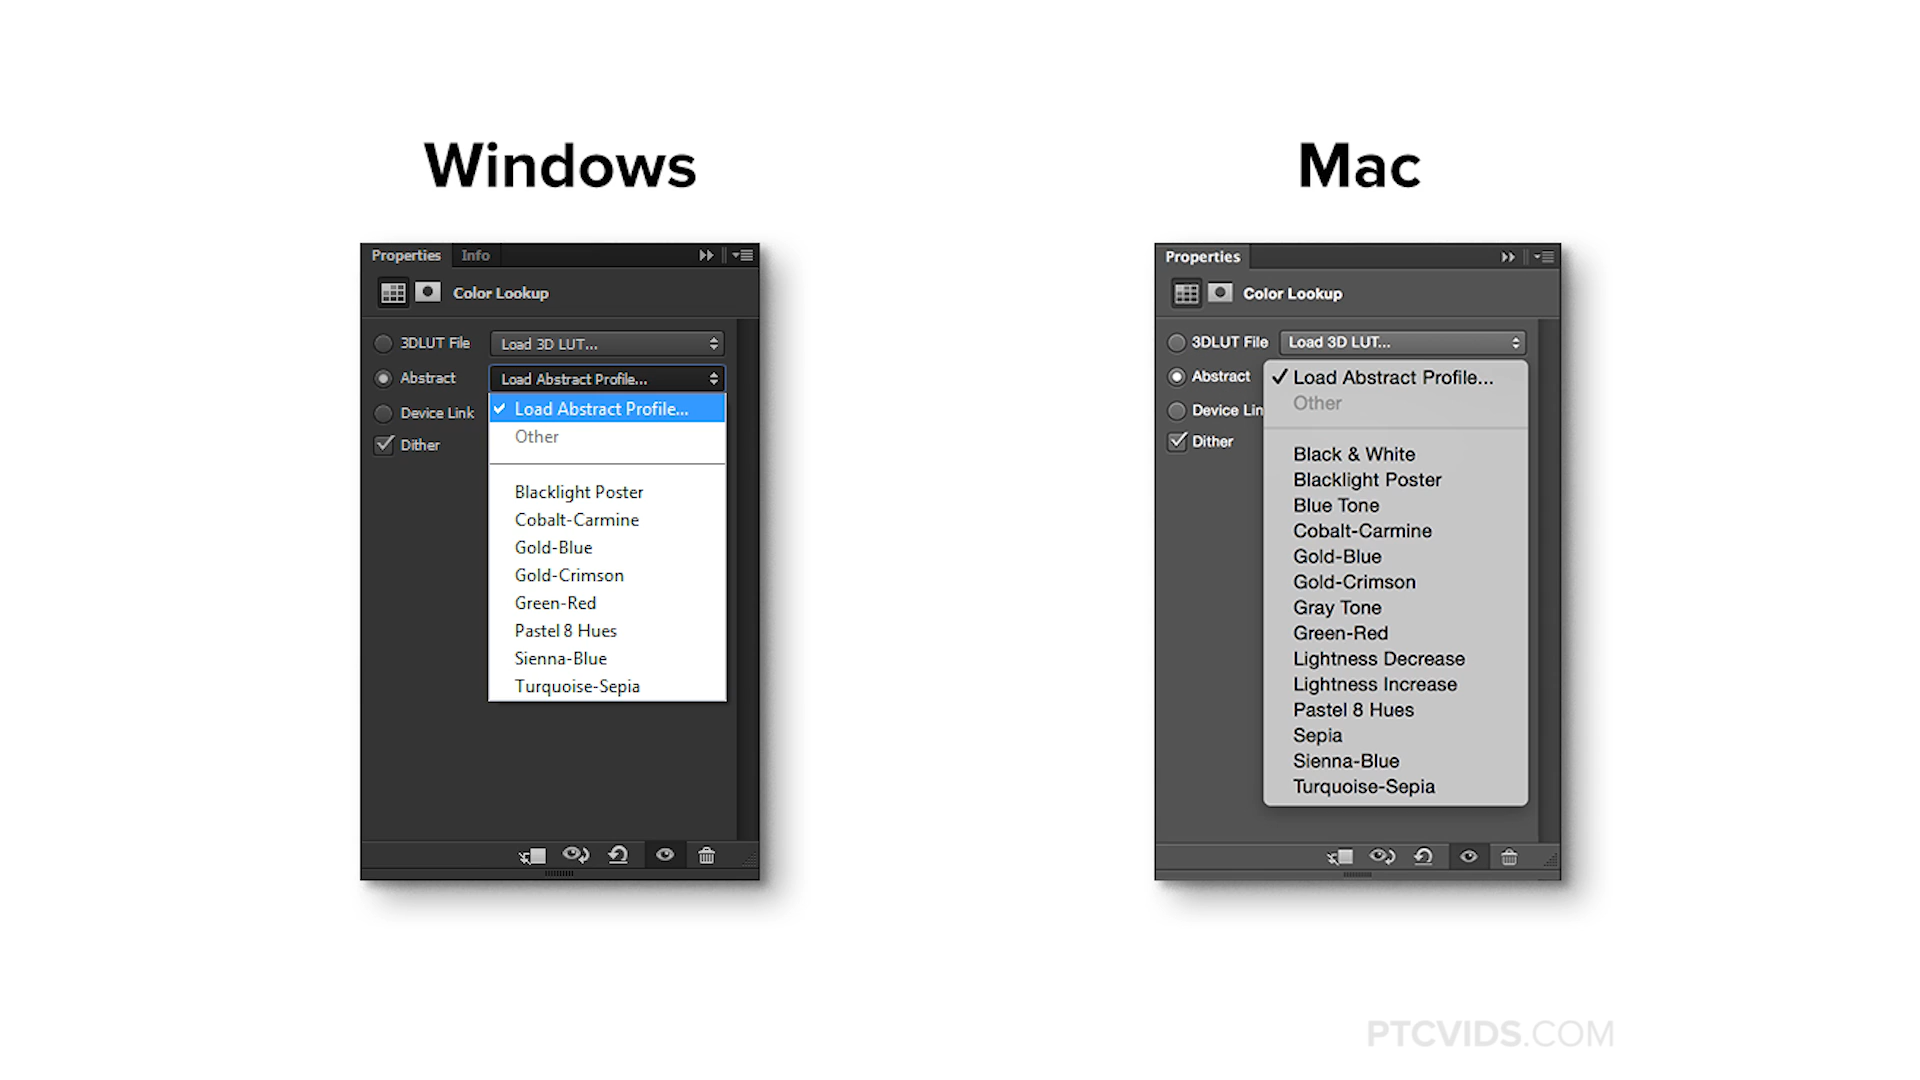 Windows
Properties Info
Color Lookup
3DLUT File Load 3D LUT...
Abstract Load Abstract Profile...
Device Link
Dither
Load Abstract Profile...
Other
Blacklight Poster
Cobalt-Carmine
Gold-Blue
Gold-Crimson
Green-Red
Pastel 8 Hues
Sienna-Blue
Turquoise-Sepia
Mac
Properties
Color Lookup
3DLUT File Load 3D LUT...
Abstract
Device Lin
Dither
Load Abstract Profile...
Other
Black & White
Blacklight Poster
Blue Tone
Cobalt-Carmine
Gold-Blue
Gold-Crimson
Gray Tone
Green-Red
Lightness Decrease
Lightness Increase
Pastel 8 Hues
Sepia
Sienna-Blue
Turquoise-Sepia
PTCVIDS.COM